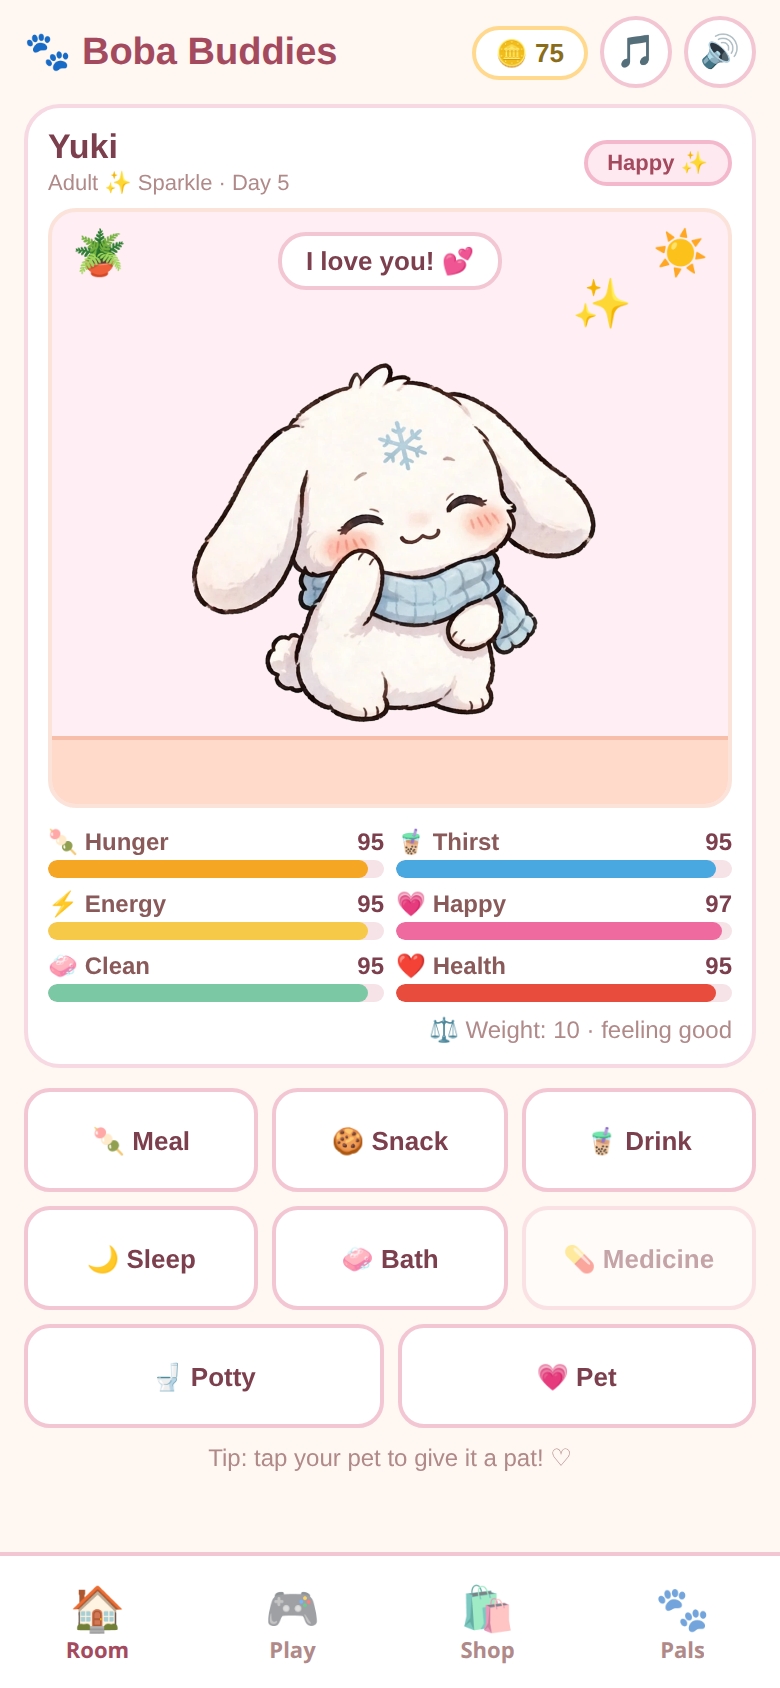 🐾 Boba Buddies
🪙 75
🎵
🔊
Yuki
Adult ✨ Sparkle · Day 5
Happy ✨
I love you! 💕
🍡 Hunger 95
🧋 Thirst 95
⚡ Energy 95
💗 Happy 97
🧼 Clean 95
❤️ Health 95
⚖️ Weight: 10 · feeling good
🍡 Meal
🍪 Snack
🧋 Drink
🌙 Sleep
🧼 Bath
💊 Medicine
🚽 Potty
💗 Pet
Tip: tap your pet to give it a pat! ♡
Room
Play
Shop
Pals